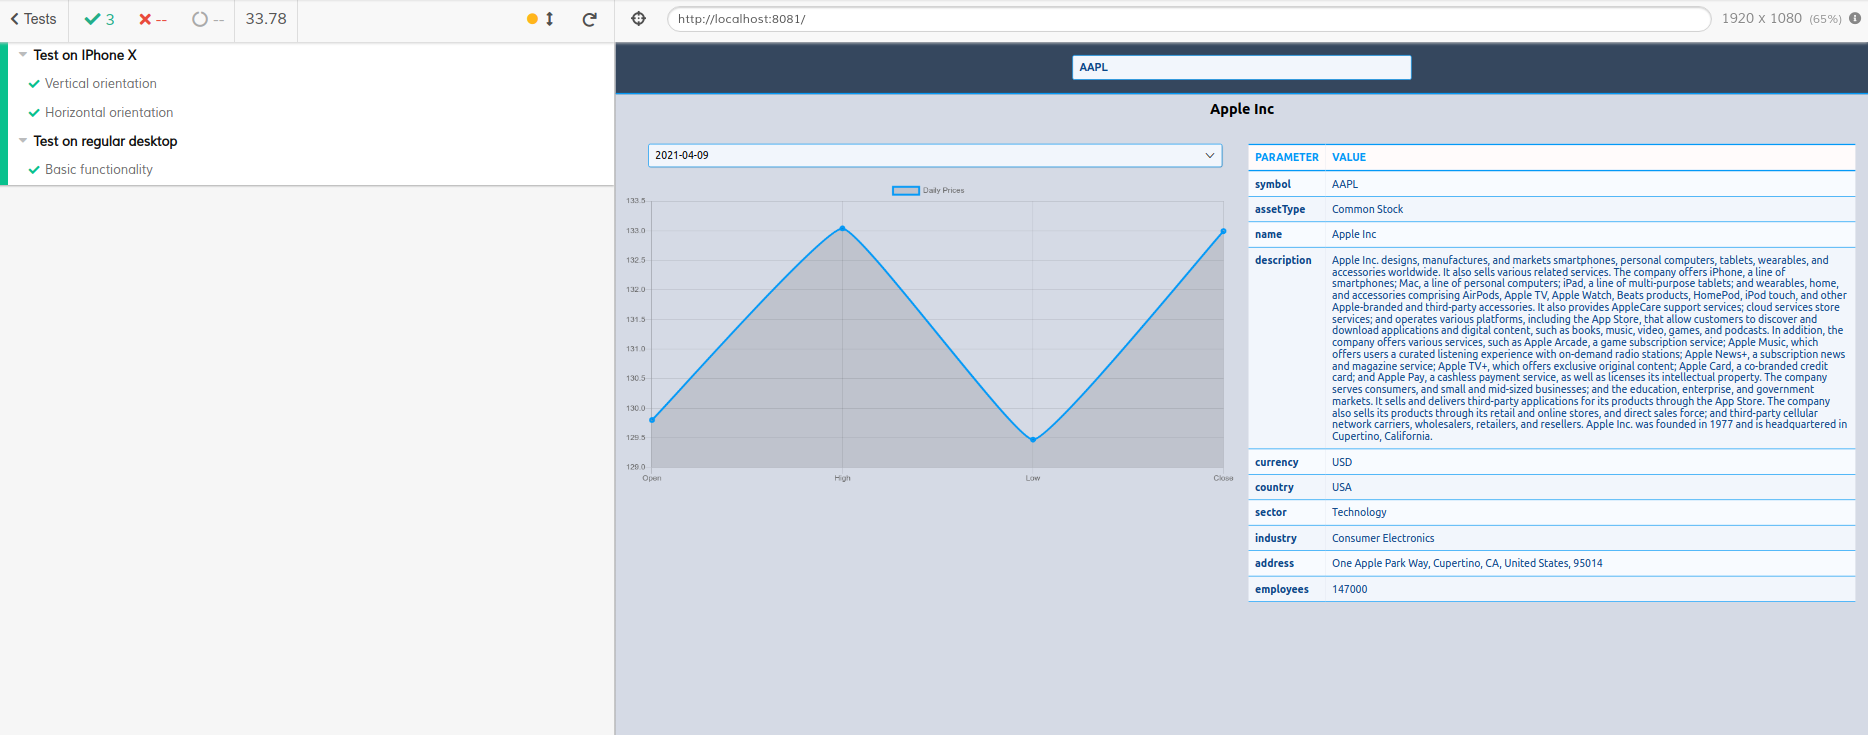 Tests
3
--
--
33.78
http://localhost:8081/
1920 x 1080 (65%)
Test on IPhone X
Vertical orientation
Horizontal orientation
Test on regular desktop
Basic functionality
AAPL
Apple Inc
2021-04-09
Daily Prices
133.5
133.0
132.5
132.0
131.5
131.0
130.5
130.0
129.5
129.0
Open High Low Close
PARAMETER VALUE
symbol AAPL
assetType Common Stock
name Apple Inc
description Apple Inc. designs, manufactures, and markets smartphones, personal computers, tablets, wearables, and
accessories worldwide. It also sells various related services. The company offers iPhone, a line of
smartphones; Mac, a line of personal computers; iPad, a line of multi-purpose tablets; and wearables, home,
and accessories comprising AirPods, Apple TV, Apple Watch, Beats products, HomePod, iPod touch, and other
Apple-branded and third-party accessories. It also provides AppleCare support services; cloud services store
services; and operates various platforms, including the App Store, that allow customers to discover and
download applications and digital content, such as books, music, video, games, and podcasts. In addition, the
company offers various services, such as Apple Arcade, a game subscription service; Apple Music, which
offers users a curated listening experience with on-demand radio stations; Apple News+, a subscription news
and magazine service; Apple TV+, which offers exclusive original content; Apple Card, a co-branded credit
card; and Apple Pay, a cashless payment service, as well as licenses its intellectual property. The company
serves consumers, and small and mid-sized businesses; and the education, enterprise, and government
markets. It sells and delivers third-party applications for its products through the App Store. The company
also sells its products through its retail and online stores, and direct sales force; and third-party cellular
network carriers, wholesalers, retailers, and resellers. Apple Inc. was founded in 1977 and is headquartered in
Cupertino, California.
currency USD
country USA
sector Technology
industry Consumer Electronics
address One Apple Park Way, Cupertino, CA, United States, 95014
employees 147000